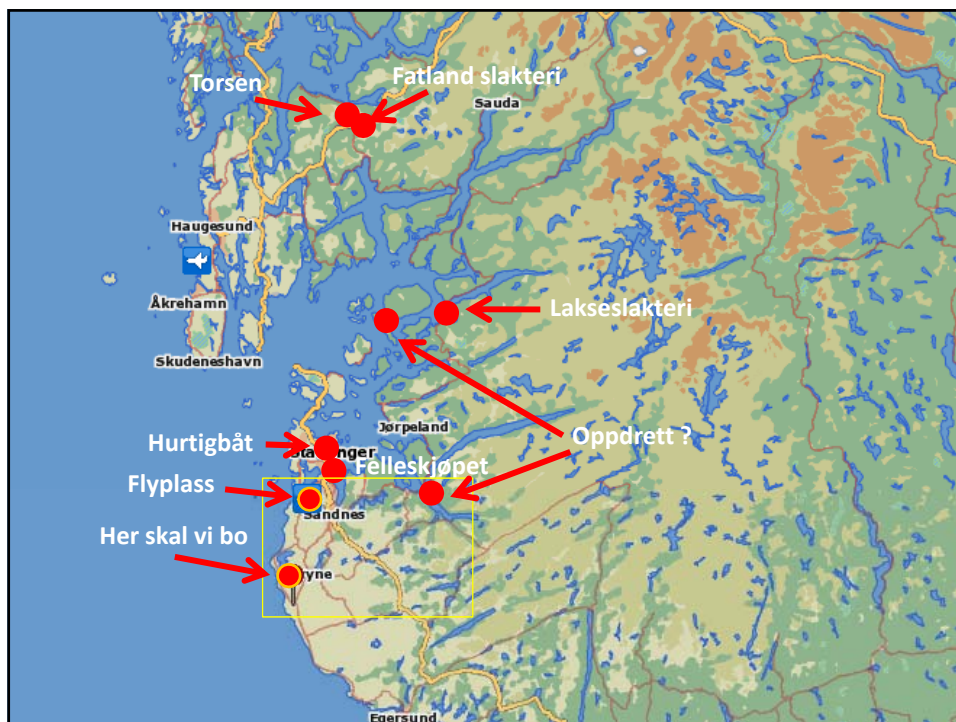 Torsen
Fatland slakteri
Sauda
Haugesund
Åkrehamn
Lakseslakteri
Skudeneshavn
Jørpeland
Hurtigbåt
Oppdrett ?
Felleskjøpet
Flyplass
Sandnes
Her skal vi bo
Egersund